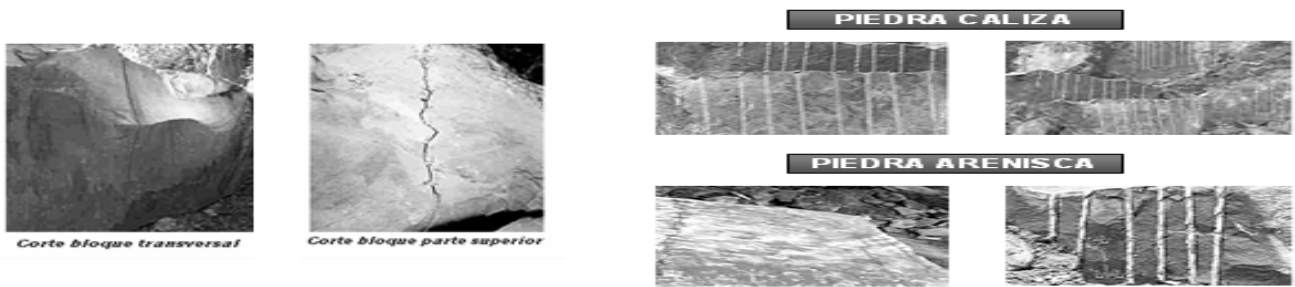 PIEDRA CALIZA
PIEDRA ARENISCA
Corte bloque transversal
Corte bloque parte superior